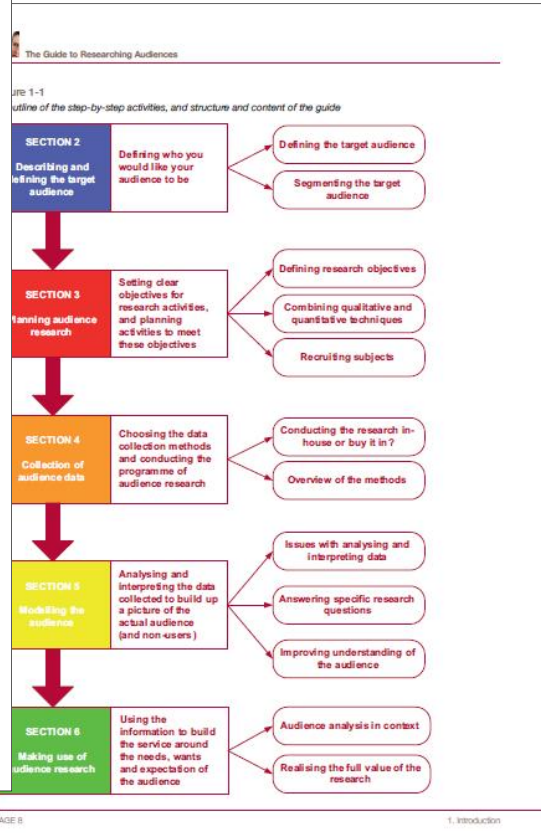 The Guide to Researching Audiences
ure 1-1
utline of the step-by-step activities, and structure and content of the guide
SECTION 2
Describing and
efining the target
audience
Defining who you
would like your
audience to be
Defining the target audience
Segmenting the target
audience
SECTION 3
lanning audience
research
Setting clear
objectives for
research activities,
and planning
activities to meet
these objectives
Defining research objectives
Combining qualitative and
quantitative techniques
Recruiting subjects
SECTION 4
Collection of
audience data
Choosing the data
collection methods
and conducting the
programme of
audience research
Conducting the research in-
house or buy it in?
Overview of the methods
SECTION 5
Modelling the
audience
Analysing and
interpreting the data
collected to build up
a picture of the
actual audience
(and non-users)
Issues with analysing and
interpreting data
Answering specific research
questions
Improving understanding of
the audience
SECTION 6
Making use of
udience research
Using the
information to build
the service around
the needs, wants
and expectation of
the audience
Audience analysis in context
Realising the full value of the
research
AGE 8
1. Introduction